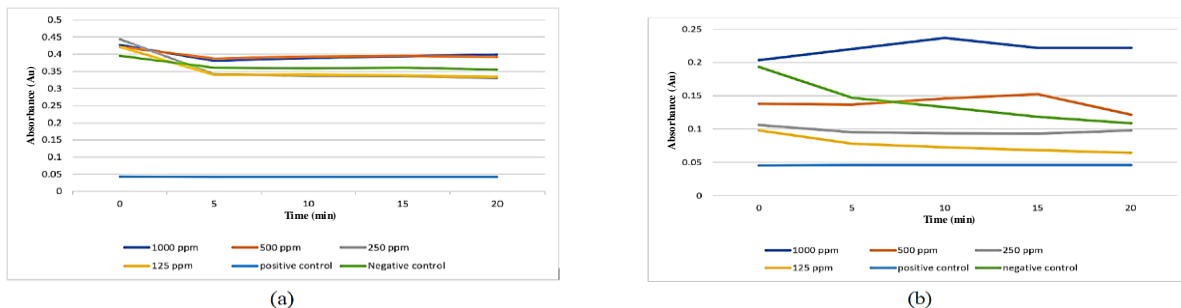 0.5
0.45
0.4
0.35
0.3
0.25
0.2
0.15
0.1
0.05
0
Absorbance (Au)
0 5 10 15 20
Time (min)
1000 ppm 500 ppm 250 ppm
125 ppm positive control Negative control
(a)
0.25
0.2
0.15
0.1
0.05
0
Absorbance (Au)
0 5 10 15 20
Time (min)
1000 ppm 500 ppm 250 ppm
125 ppm positive control negative control
(b)